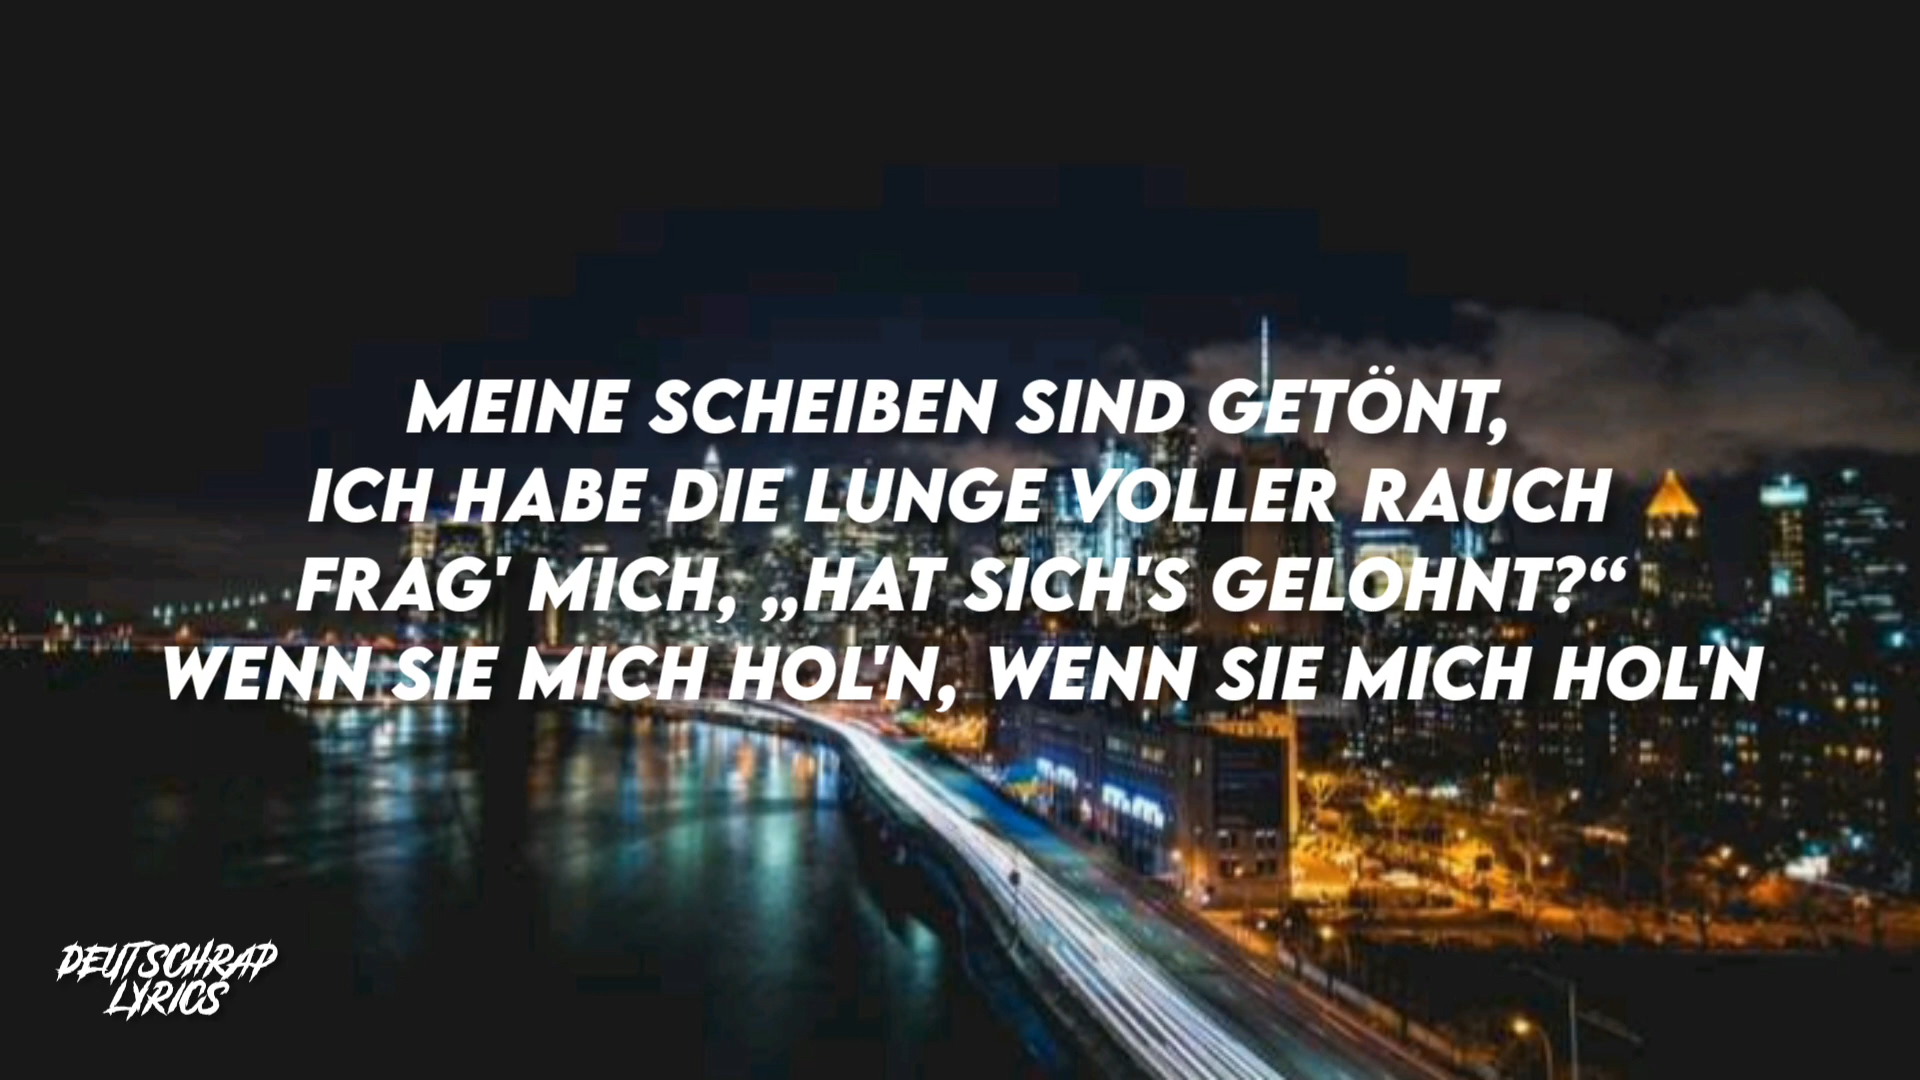 MEINE SCHEIBEN SIND GETÖNT,
ICH HABE DIE LUNGE VOLLER RAUCH
FRAG' MICH, „HAT SICH'S GELOHNT?“
WENN SIE MICH HOL'N, WENN SIE MICH HOL'N
DEUTSCHRAP
LYRICS